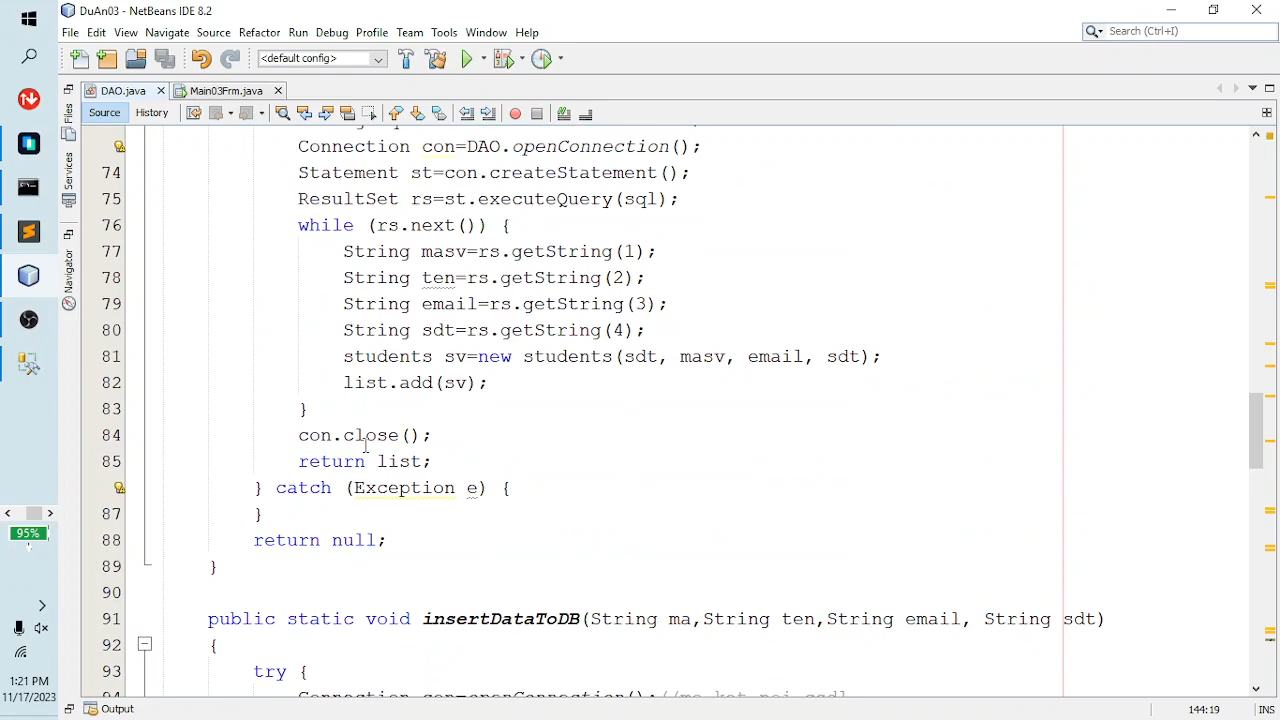 DuAn03 - NetBeans IDE 8.2
File Edit View Navigate Source Refactor Run Debug Profile Team Tools Window Help
Search (Ctrl+I)
<default config>
DAO.java
Main03Frm.java
Source History
Files
Services
Navigator
Connection con=DAO.openConnection();
74 Statement st=con.createStatement();
75 ResultSet rs=st.executeQuery(sql);
76 while (rs.next()) {
77 String masv=rs.getString(1);
78 String ten=rs.getString(2);
79 String email=rs.getString(3);
80 String sdt=rs.getString(4);
81 students sv=new students(sdt, masv, email, sdt);
82 list.add(sv);
83 }
84 con.close();
85 return list;
} catch (Exception e) {
87 }
88 return null;
89 }
90
91 public static void insertDataToDB(String ma,String ten,String email, String sdt)
92 {
93 try {
95%
1:21 PM
11/17/2023
Output
144:19
INS